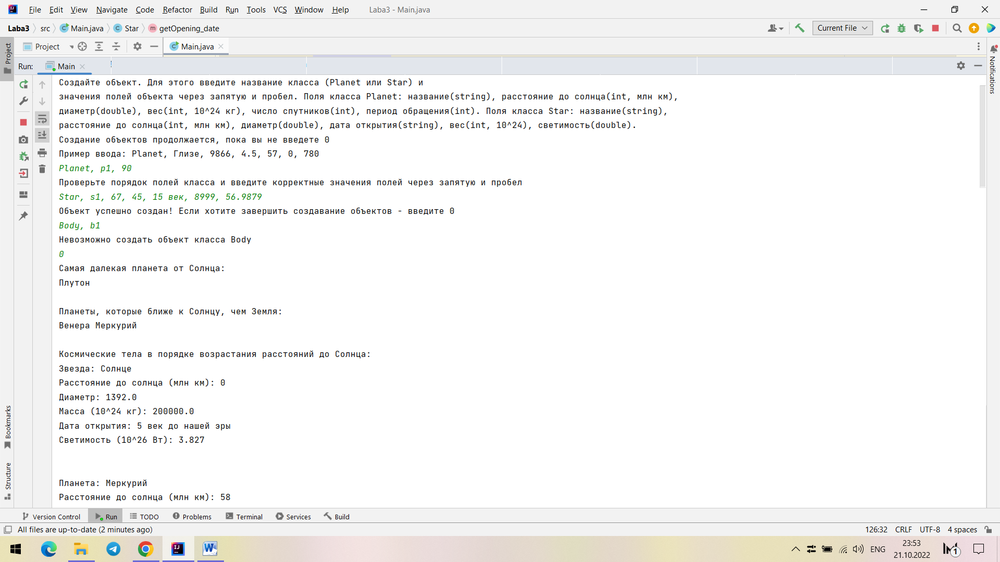 File Edit View Navigate Code Refactor Build Run Tools VCS Window Help Laba3 - Main.java
Laba3 src Main.java Star getOpening_date Current File
Project Main.java
Run: Main
Создайте объект. Для этого введите название класса (Planet или Star) и
значения полей объекта через запятую и пробел. Поля класса Planet: название(string), расстояние до солнца(int, млн км),
диаметр(double), вес(int, 10^24 кг), число спутников(int), период обращения(int). Поля класса Star: название(string),
расстояние до солнца(int, млн км), диаметр(double), дата открытия(string), вес(int, 10^24), светимость(double).
Создание объектов продолжается, пока вы не введете 0
Пример ввода: Planet, Глизе, 9866, 4.5, 57, 0, 780
Planet, p1, 90
Проверьте порядок полей класса и введите корректные значения полей через запятую и пробел
Star, s1, 67, 45, 15 век, 8999, 56.9879
Объект успешно создан! Если хотите завершить создавание объектов - введите 0
Body, b1
Невозможно создать объект класса Body
0
Самая далекая планета от Солнца:
Плутон
Планеты, которые ближе к Солнцу, чем Земля:
Венера Меркурий
Космические тела в порядке возрастания расстояний до Солнца:
Звезда: Солнце
Расстояние до солнца (млн км): 0
Диаметр: 1392.0
Масса (10^24 кг): 200000.0
Дата открытия: 5 век до нашей эры
Светимость (10^26 Вт): 3.827
Планета: Меркурий
Расстояние до солнца (млн км): 58
Project
Bookmarks
Structure
Notifications
Version Control Run TODO Problems Terminal Services Build
All files are up-to-date (2 minutes ago) 126:32 CRLF UTF-8 4 spaces
ENG 23:53
21.10.2022
1